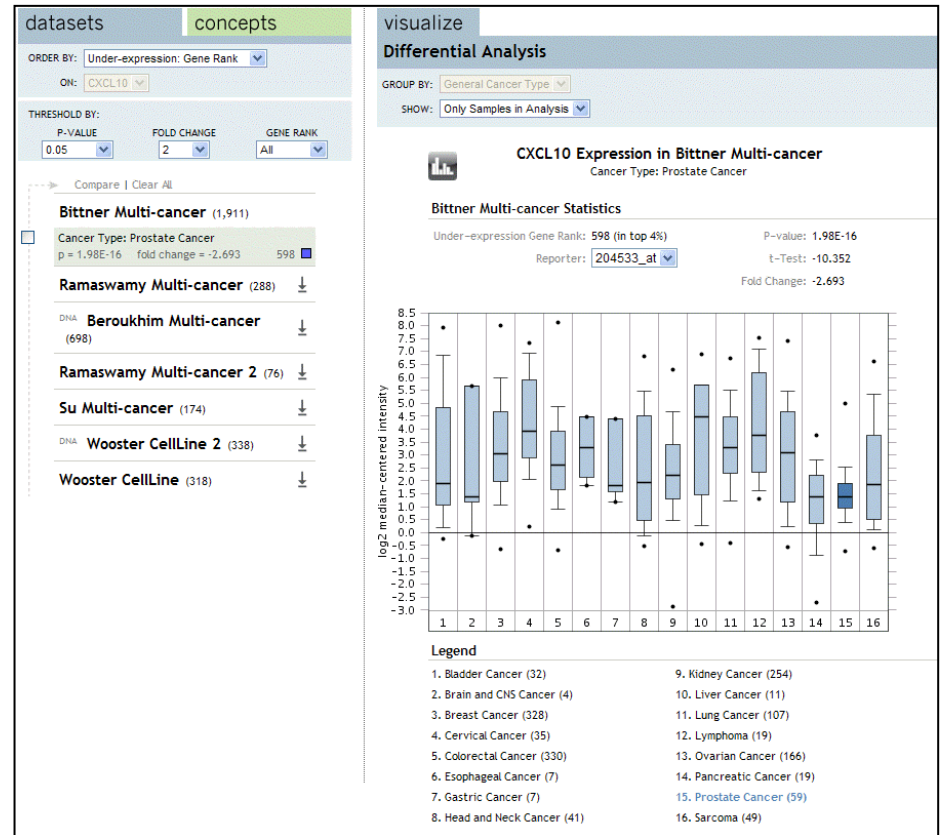 datasets
concepts
ORDER BY: Under-expression: Gene Rank
ON: CXCL10
THRESHOLD BY:
P-VALUE FOLD CHANGE GENE RANK
0.05 2 All
Compare | Clear All
Bittner Multi-cancer (1,911)
Cancer Type: Prostate Cancer
p = 1.98E-16 fold change = -2.693 598
Ramaswamy Multi-cancer (288)
DNA Beroukhim Multi-cancer
(698)
Ramaswamy Multi-cancer 2 (76)
Su Multi-cancer (174)
DNA Wooster CellLine 2 (338)
Wooster CellLine (318)
visualize
Differential Analysis
GROUP BY: General Cancer Type
SHOW: Only Samples in Analysis
CXCL10 Expression in Bittner Multi-cancer
Cancer Type: Prostate Cancer
Bittner Multi-cancer Statistics
Under-expression Gene Rank: 598 (in top 4%) P-value: 1.98E-16
Reporter: 204533_at t-Test: -10.352
Fold Change: -2.693
log2 median-centered intensity
8.5
8.0
7.5
7.0
6.5
6.0
5.5
5.0
4.5
4.0
3.5
3.0
2.5
2.0
1.5
1.0
0.5
0.0
-0.5
-1.0
-1.5
-2.0
-2.5
-3.0
1 2 3 4 5 6 7 8 9 10 11 12 13 14 15 16
Legend
1. Bladder Cancer (32)
2. Brain and CNS Cancer (4)
3. Breast Cancer (328)
4. Cervical Cancer (35)
5. Colorectal Cancer (330)
6. Esophageal Cancer (7)
7. Gastric Cancer (7)
8. Head and Neck Cancer (41)
9. Kidney Cancer (254)
10. Liver Cancer (11)
11. Lung Cancer (107)
12. Lymphoma (19)
13. Ovarian Cancer (166)
14. Pancreatic Cancer (19)
15. Prostate Cancer (59)
16. Sarcoma (49)